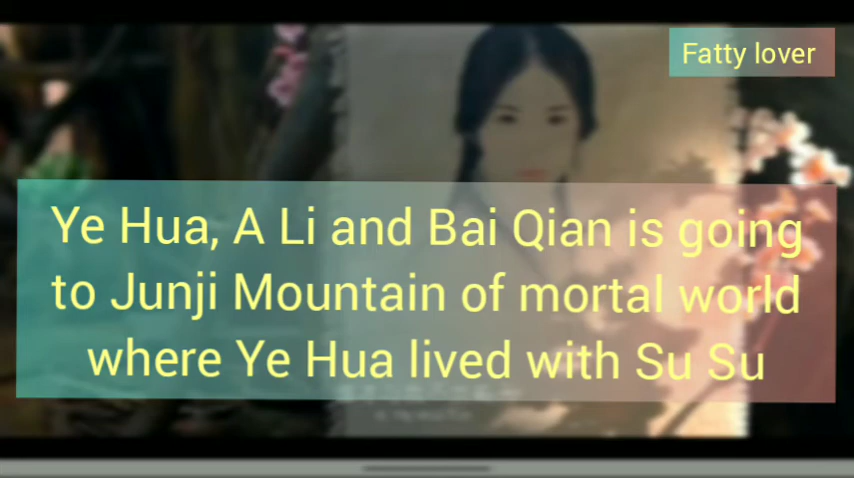 Fatty lover
Ye Hua, A Li and Bai Qian is going
to Junji Mountain of mortal world
where Ye Hua lived with Su Su